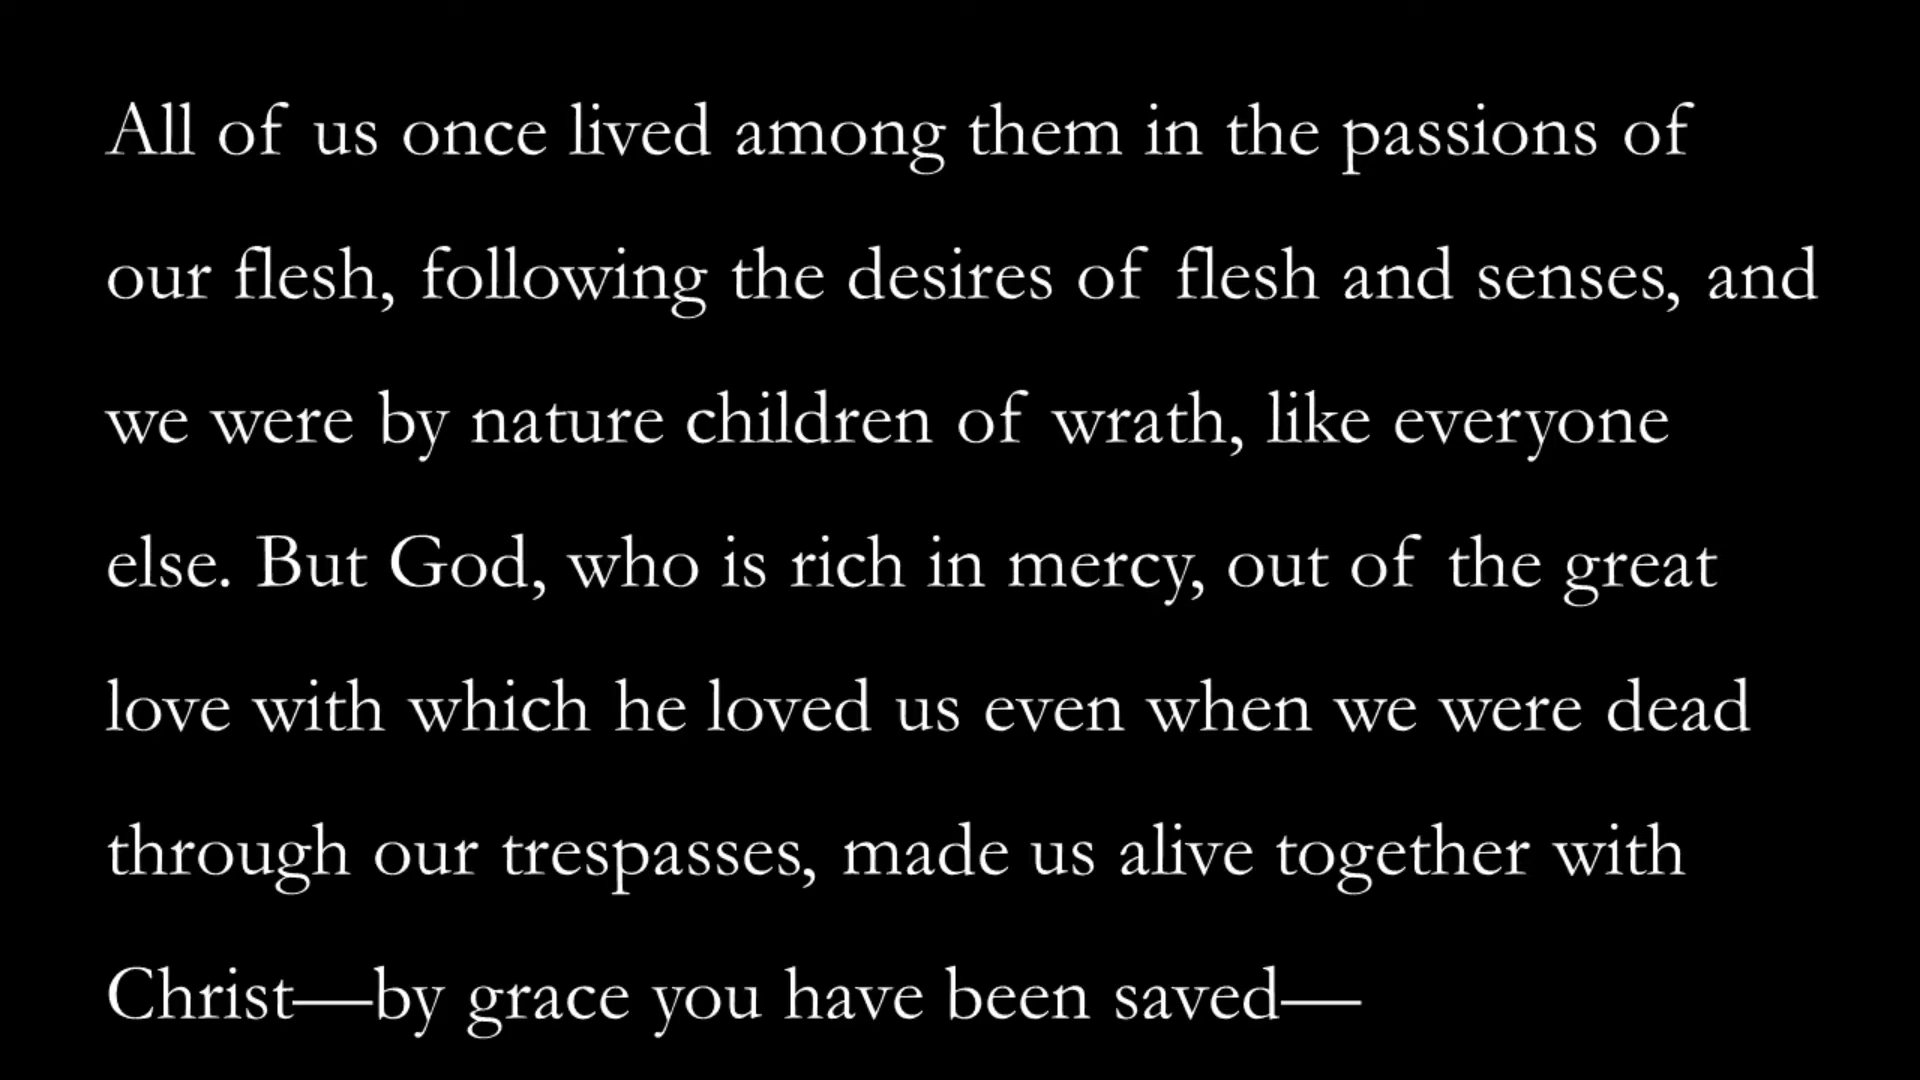 All of us once lived among them in the passions of
our flesh, following the desires of flesh and senses, and
we were by nature children of wrath, like everyone
else. But God, who is rich in mercy, out of the great
love with which he loved us even when we were dead
through our trespasses, made us alive together with
Christ—by grace you have been saved—